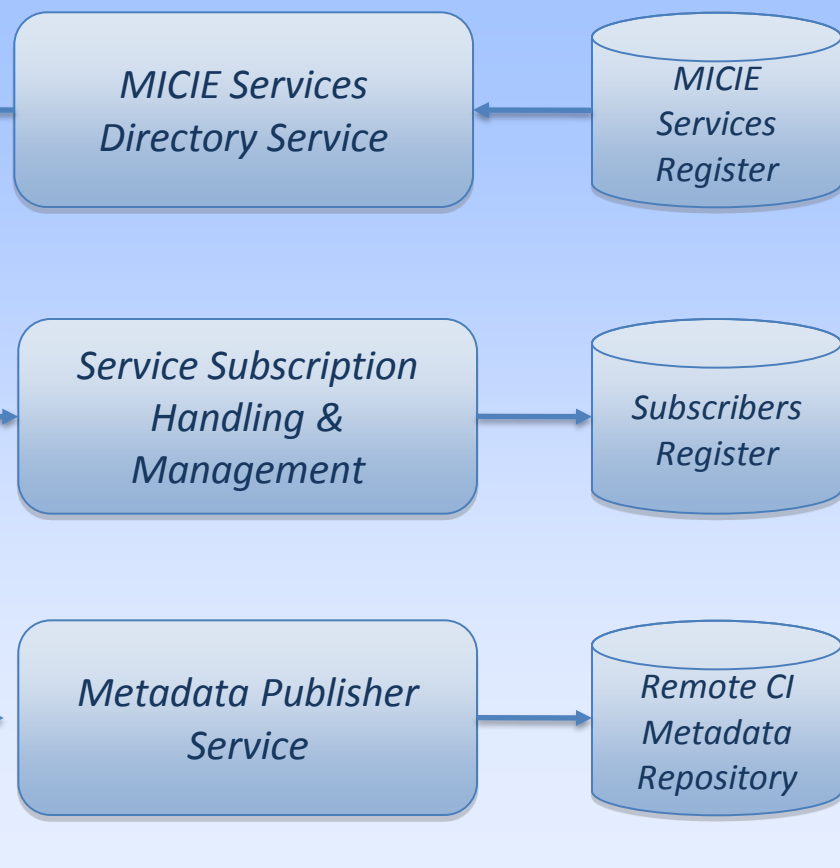 MICIE Services
Directory Service
MICIE
Services
Register
Service Subscription
Handling &
Management
Subscribers
Register
Metadata Publisher
Service
Remote CI
Metadata
Repository